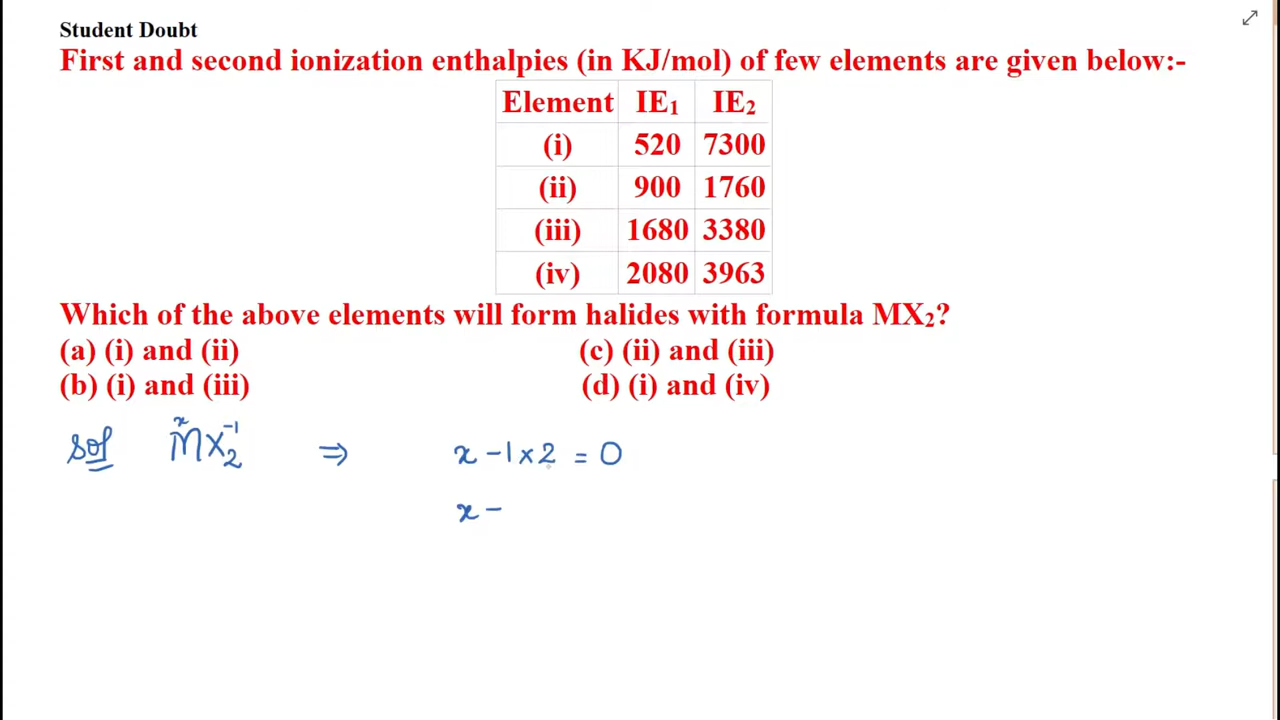 Student Doubt
First and second ionization enthalpies (in KJ/mol) of few elements are given below:-
Element IE₁ IE₂
(i) 520 7300
(ii) 900 1760
(iii) 1680 3380
(iv) 2080 3963
Which of the above elements will form halides with formula MX₂?
(a) (i) and (ii) (c) (ii) and (iii)
(b) (i) and (iii) (d) (i) and (iv)
Sol MˣX₂⁻¹ ⇒ x - 1 × 2 = 0
x -